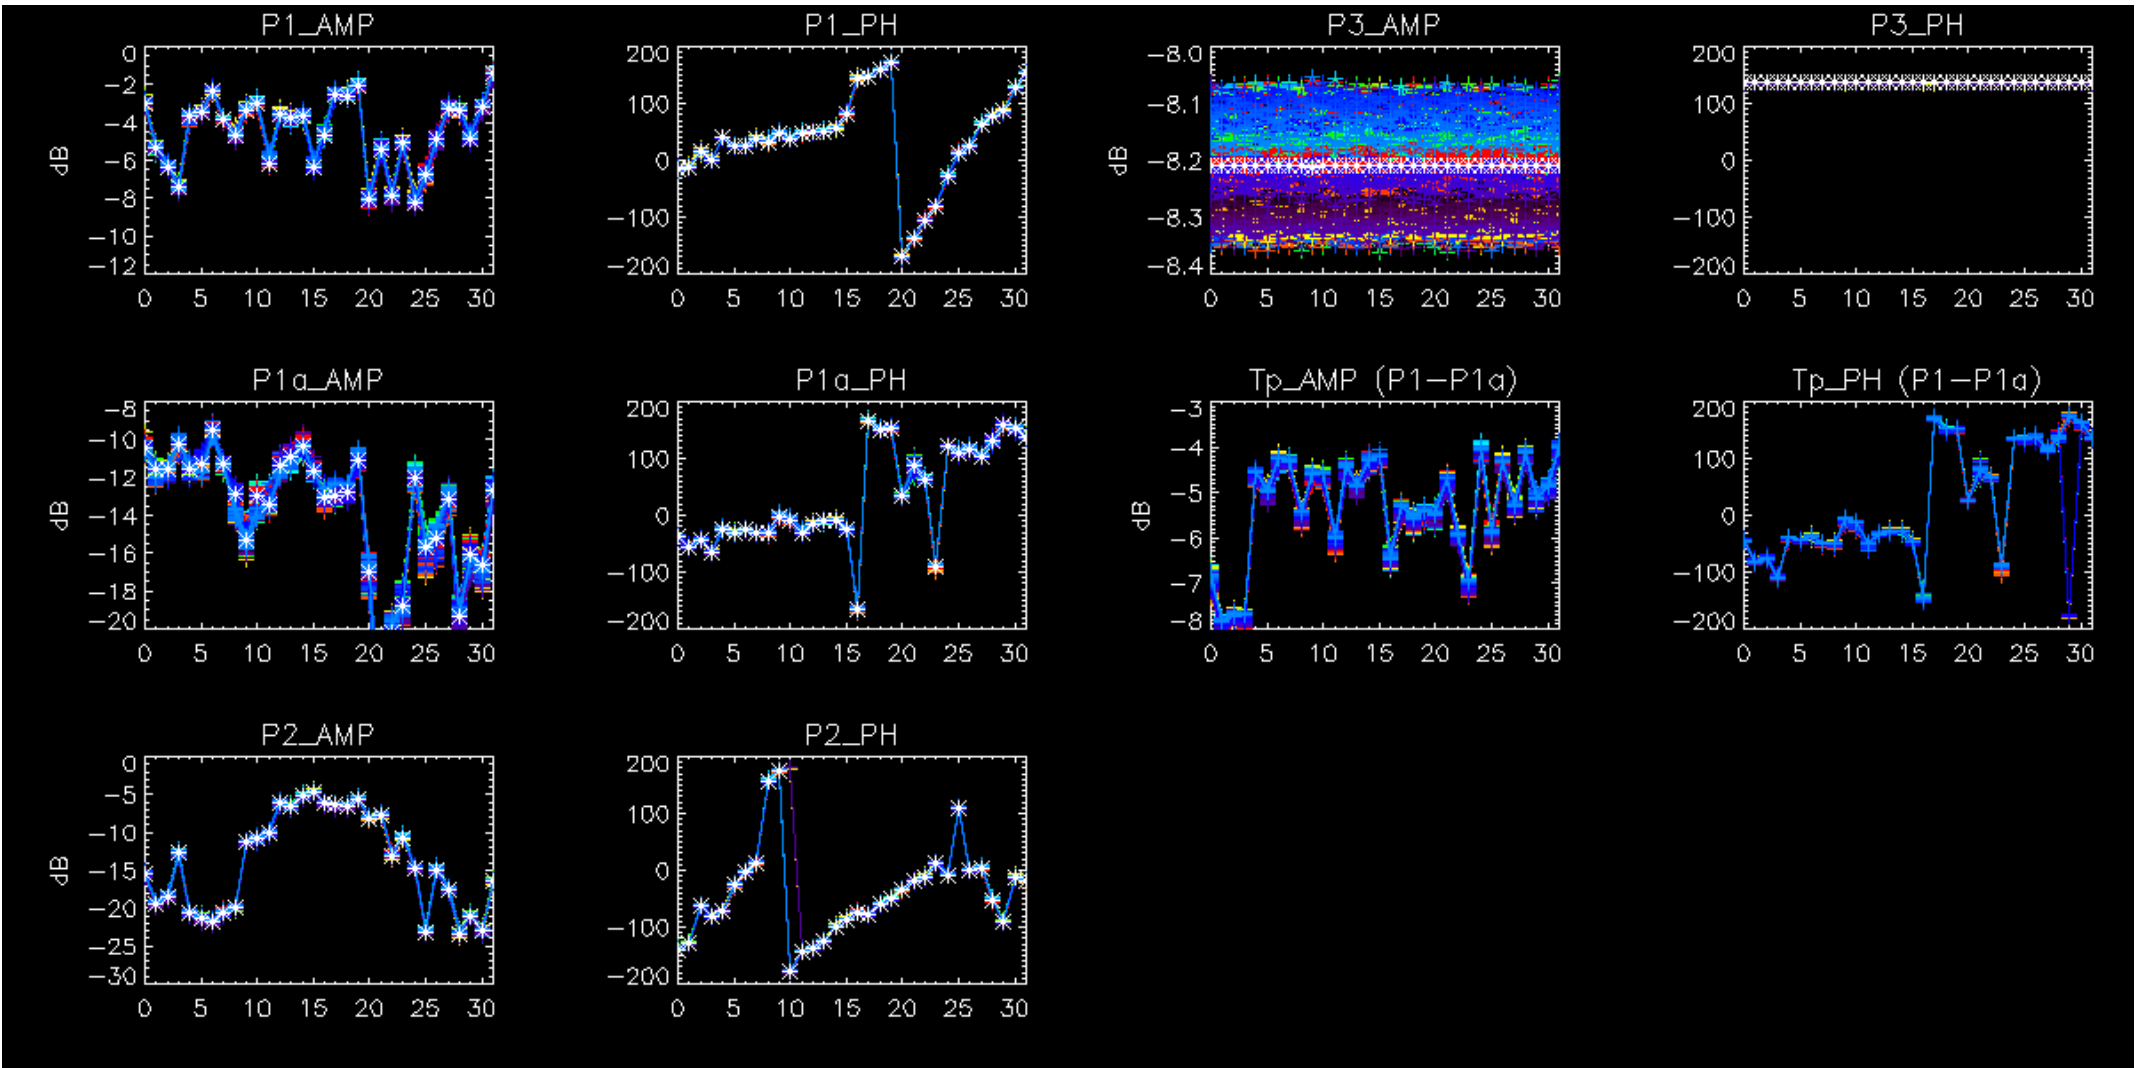 P1_AMP
P1_PH
P3_AMP
P3_PH
0
-2
-4
-6
-8
-10
-12
dB
0 5 10 15 20 25 30
200
100
0
-100
-200
0 5 10 15 20 25 30
-8.0
-8.1
-8.2
-8.3
-8.4
dB
0 5 10 15 20 25 30
200
100
0
-100
-200
0 5 10 15 20 25 30
P1a_AMP
P1a_PH
Tp_AMP (P1-P1a)
Tp_PH (P1-P1a)
-8
-10
-12
-14
-16
-18
-20
dB
0 5 10 15 20 25 30
200
100
0
-100
-200
0 5 10 15 20 25 30
-3
-4
-5
-6
-7
-8
dB
0 5 10 15 20 25 30
200
100
0
-100
-200
0 5 10 15 20 25 30
P2_AMP
P2_PH
0
-5
-10
-15
-20
-25
-30
dB
0 5 10 15 20 25 30
200
100
0
-100
-200
0 5 10 15 20 25 30